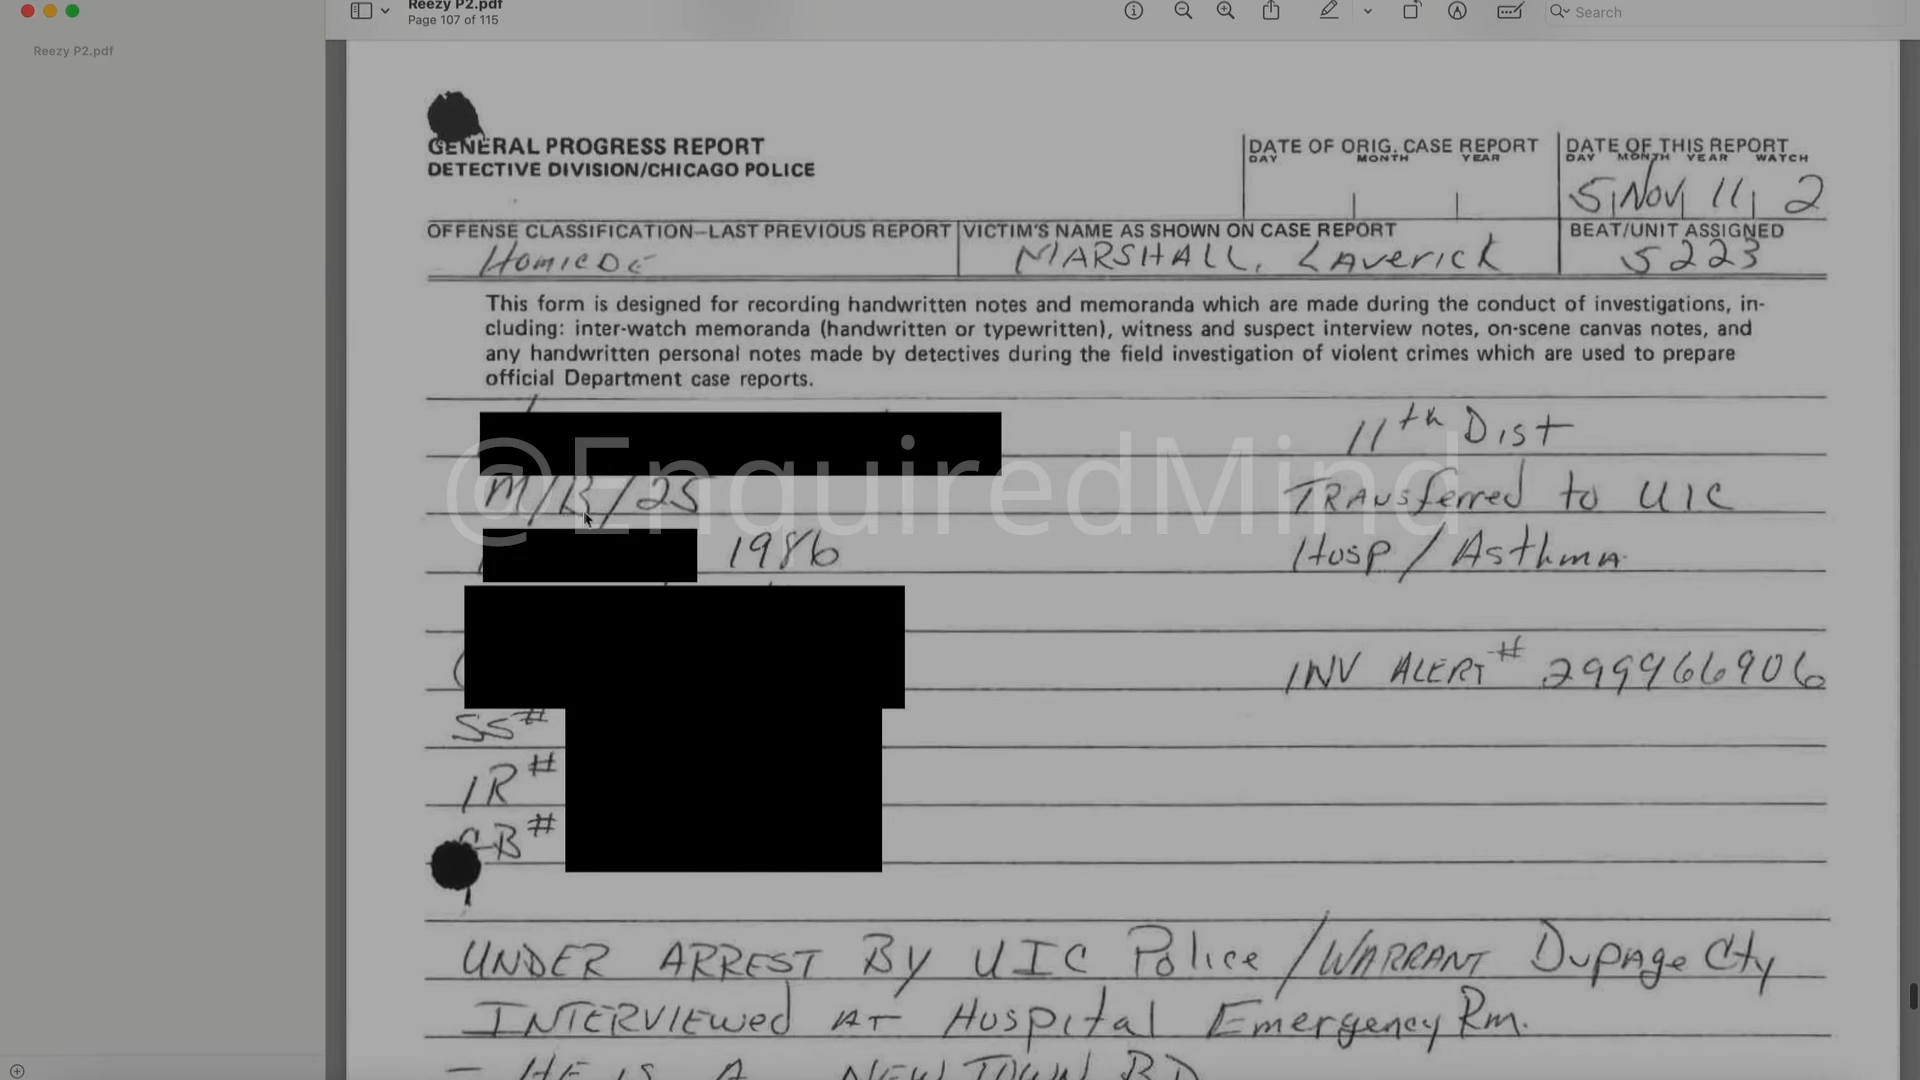 Reezy P2.pdf
Page 107 of 115
Search
Reezy P2.pdf
GENERAL PROGRESS REPORT
DETECTIVE DIVISION/CHICAGO POLICE
DATE OF ORIG. CASE REPORT
DAY MONTH YEAR
DATE OF THIS REPORT
DAY MONTH YEAR WATCH
5 Nov 11 2
OFFENSE CLASSIFICATION—LAST PREVIOUS REPORT
HOMICIDE
VICTIM'S NAME AS SHOWN ON CASE REPORT
MARSHALL, Laverick
BEAT/UNIT ASSIGNED
5223
This form is designed for recording handwritten notes and memoranda which are made during the conduct of investigations, in-
cluding: inter-watch memoranda (handwritten or typewritten), witness and suspect interview notes, on-scene canvas notes, and
any handwritten personal notes made by detectives during the field investigation of violent crimes which are used to prepare
official Department case reports.
11th Dist
@EnquiredMind
M/B/25 TRANSferred to UIC
1986 Hosp/Asthma
INV ALERT # 299966906
SS#
IR#
CB#
UNDER ARREST BY UIC Police/WARRANT Dupage Cty
INTERVIEWed AT Hospital Emergency Rm.
- HE IS A NEW TOWN BD